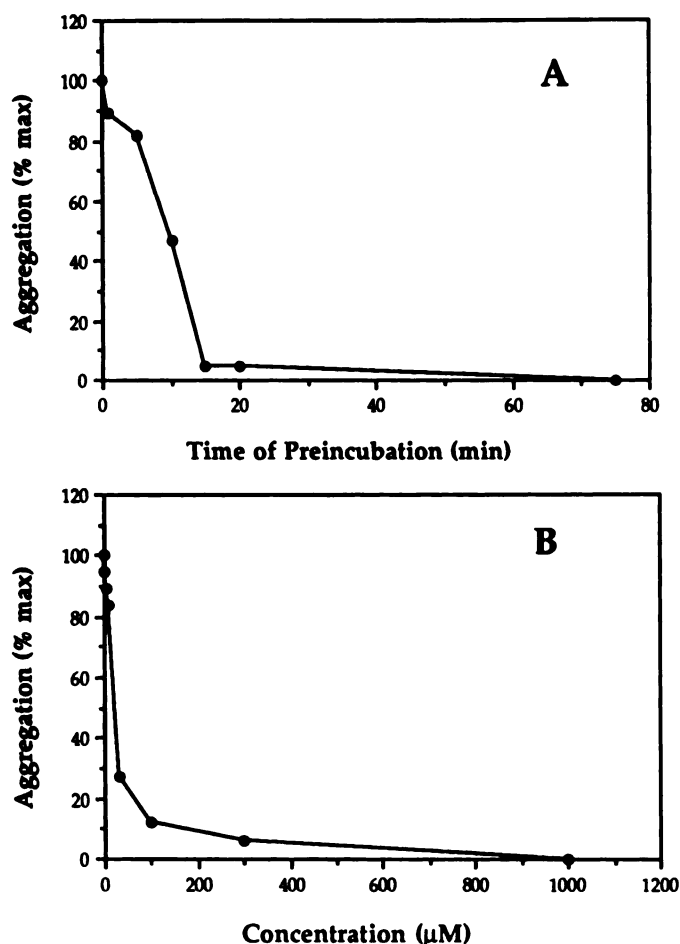 120
A
100
80
60
40
20
0
Aggregation (% max)
0 20 40 60 80
Time of Preincubation (min)
120
B
100
80
60
40
20
0
Aggregation (% max)
0 200 400 600 800 1000 1200
Concentration (μM)